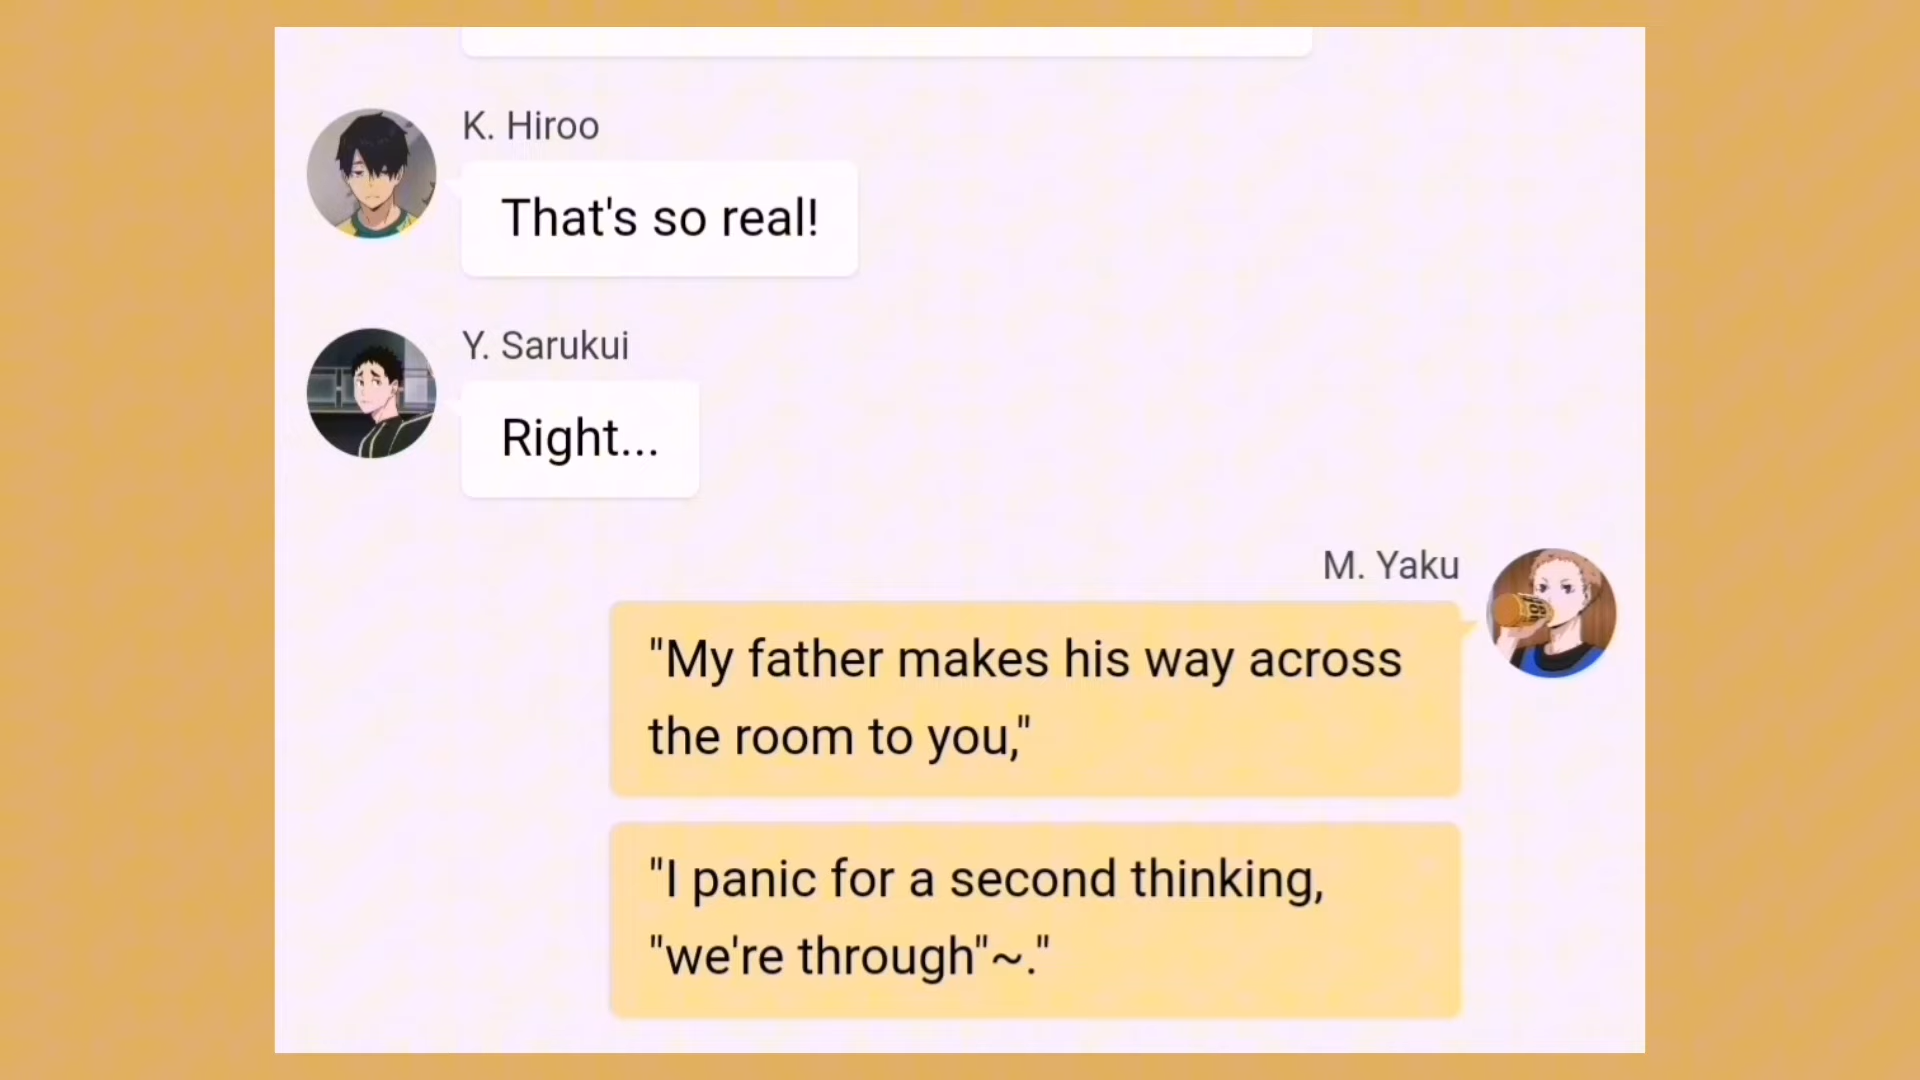 K. Hiroo
That's so real!
Y. Sarukui
Right...
M. Yaku
"My father makes his way across
the room to you,"
"I panic for a second thinking,
"we're through"~."